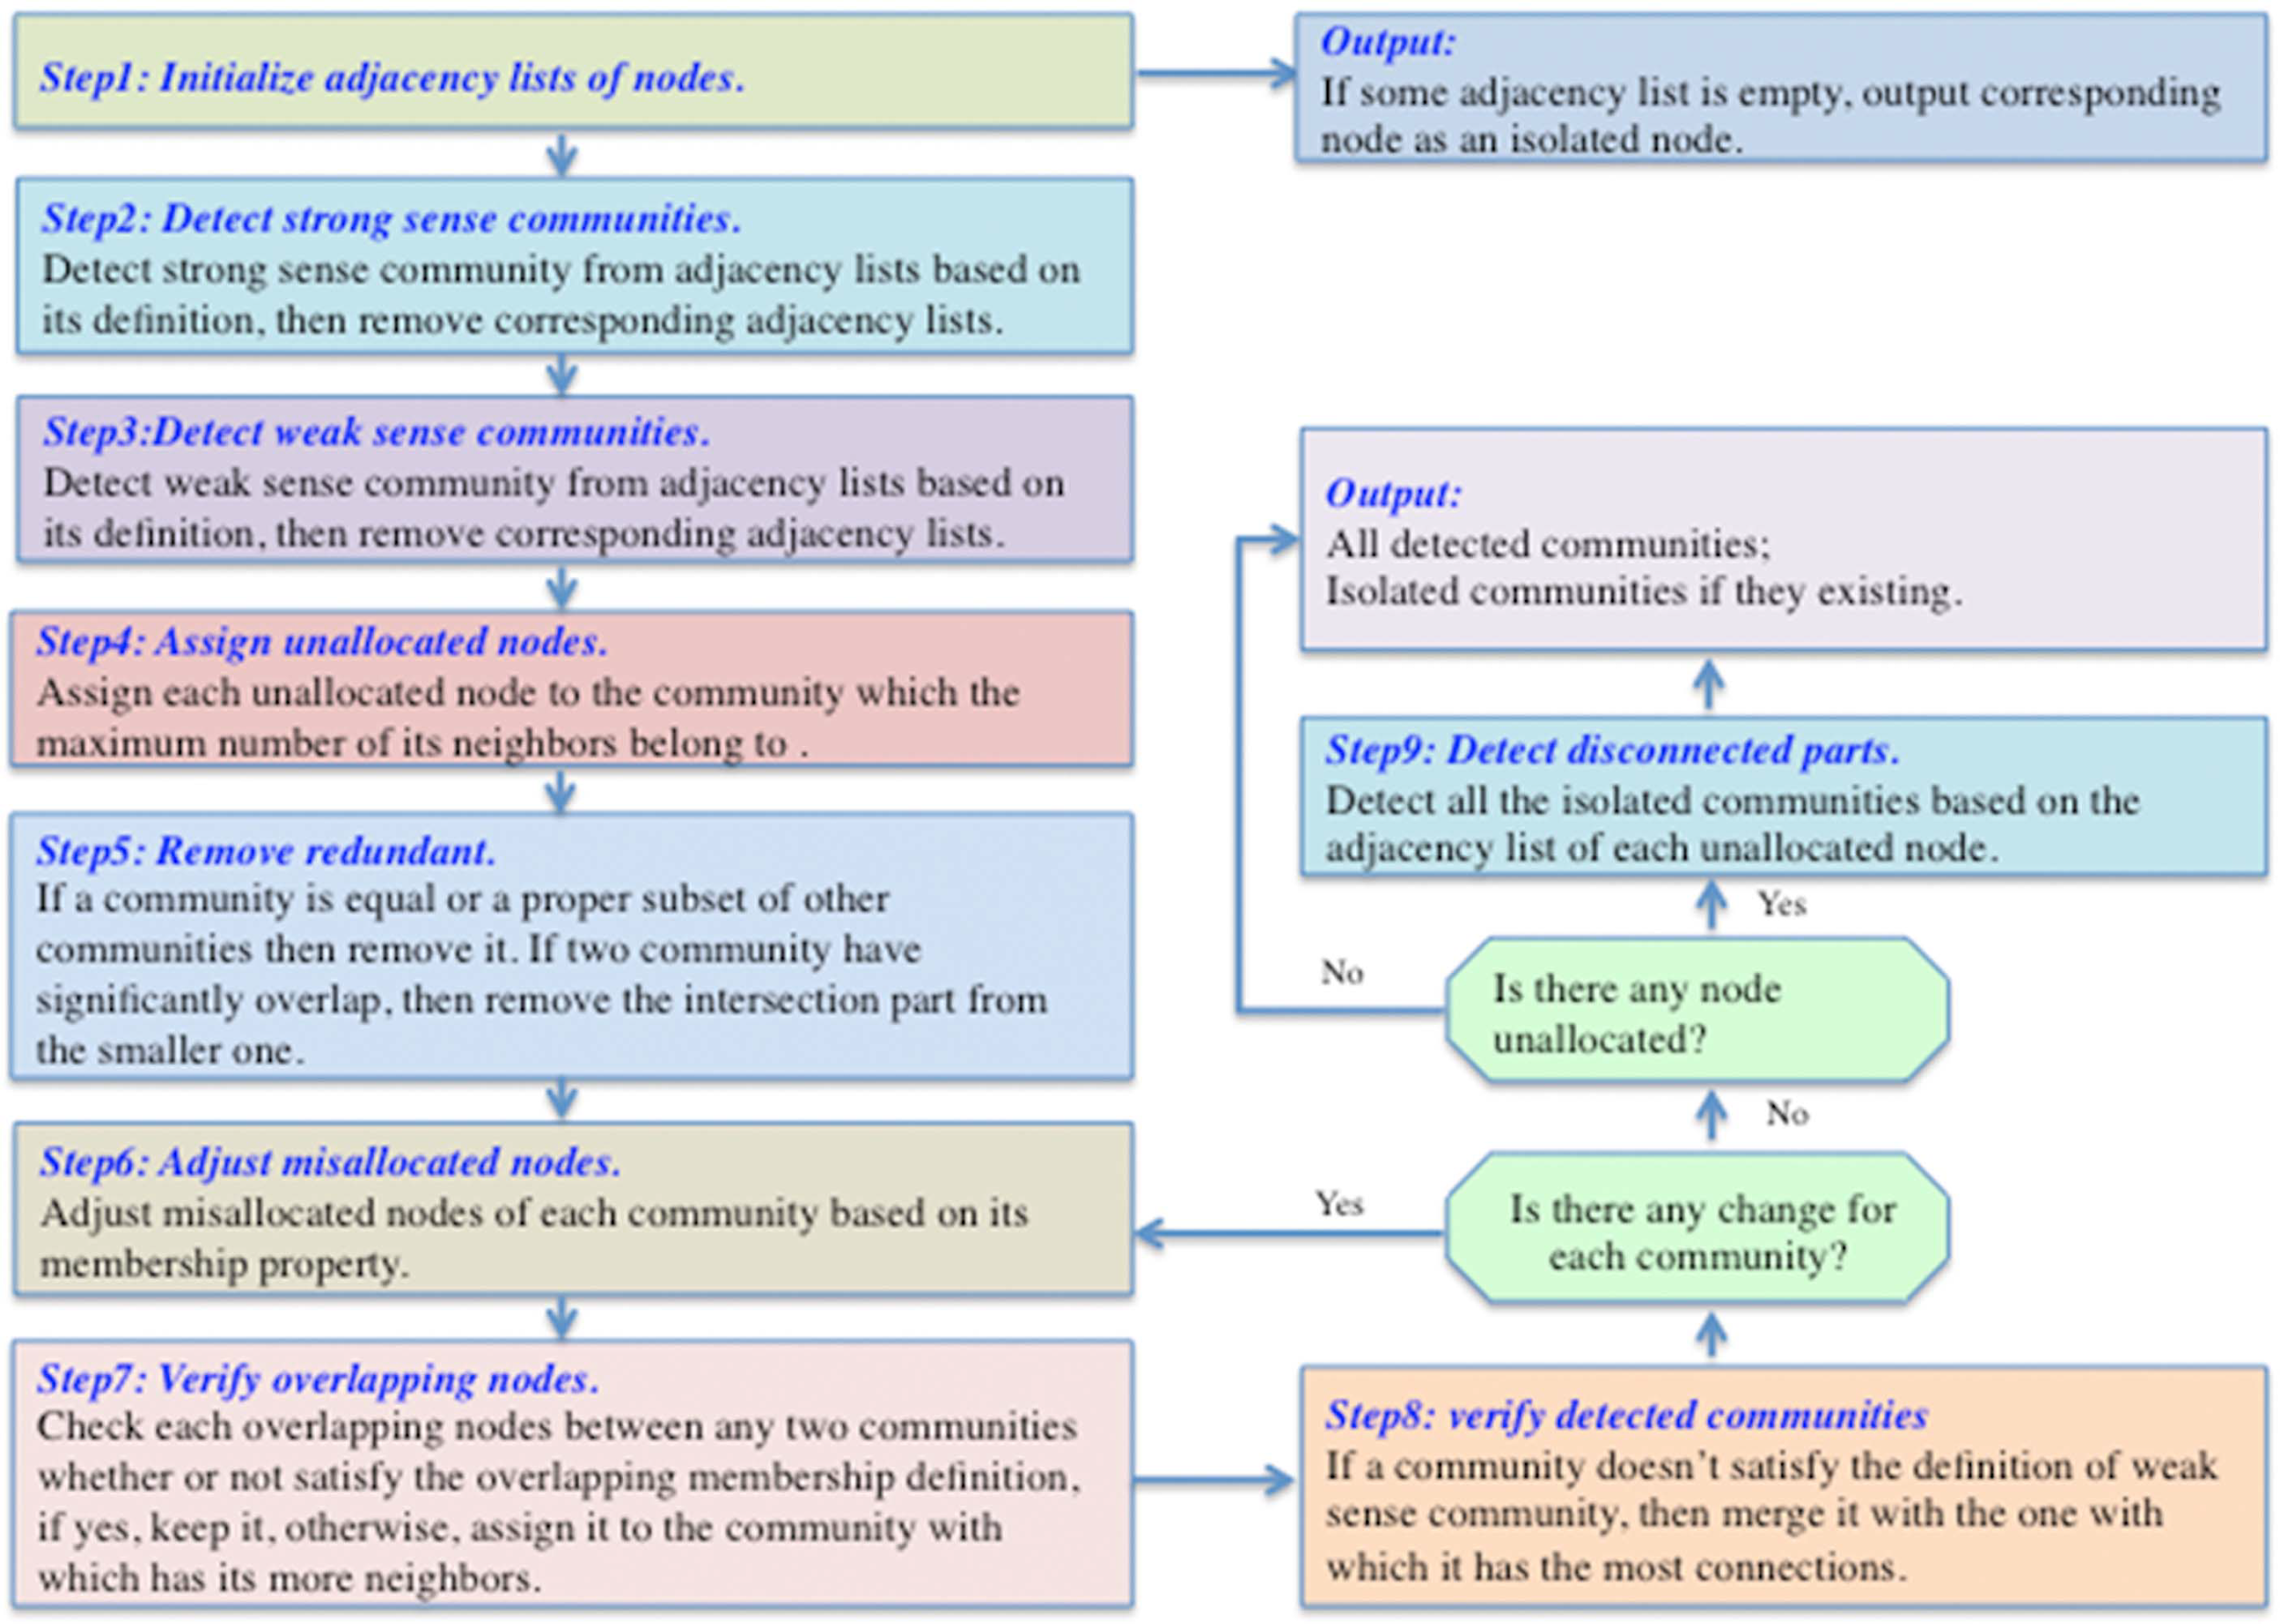 Step1: Initialize adjacency lists of nodes.
Output:
If some adjacency list is empty, output corresponding
node as an isolated node.
Step2: Detect strong sense communities.
Detect strong sense community from adjacency lists based on
its definition, then remove corresponding adjacency lists.
Step3:Detect weak sense communities.
Detect weak sense community from adjacency lists based on
its definition, then remove corresponding adjacency lists.
Step4: Assign unallocated nodes.
Assign each unallocated node to the community which the
maximum number of its neighbors belong to .
Step5: Remove redundant.
If a community is equal or a proper subset of other
communities then remove it. If two community have
significantly overlap, then remove the intersection part from
the smaller one.
Step6: Adjust misallocated nodes.
Adjust misallocated nodes of each community based on its
membership property.
Step7: Verify overlapping nodes.
Check each overlapping nodes between any two communities
whether or not satisfy the overlapping membership definition,
if yes, keep it, otherwise, assign it to the community with
which has its more neighbors.
Step8: verify detected communities
If a community doesn't satisfy the definition of weak
sense community, then merge it with the one with
which it has the most connections.
Is there any change for
each community?
Yes
No
Is there any node
unallocated?
No
Yes
Step9: Detect disconnected parts.
Detect all the isolated communities based on the
adjacency list of each unallocated node.
Output:
All detected communities;
Isolated communities if they existing.